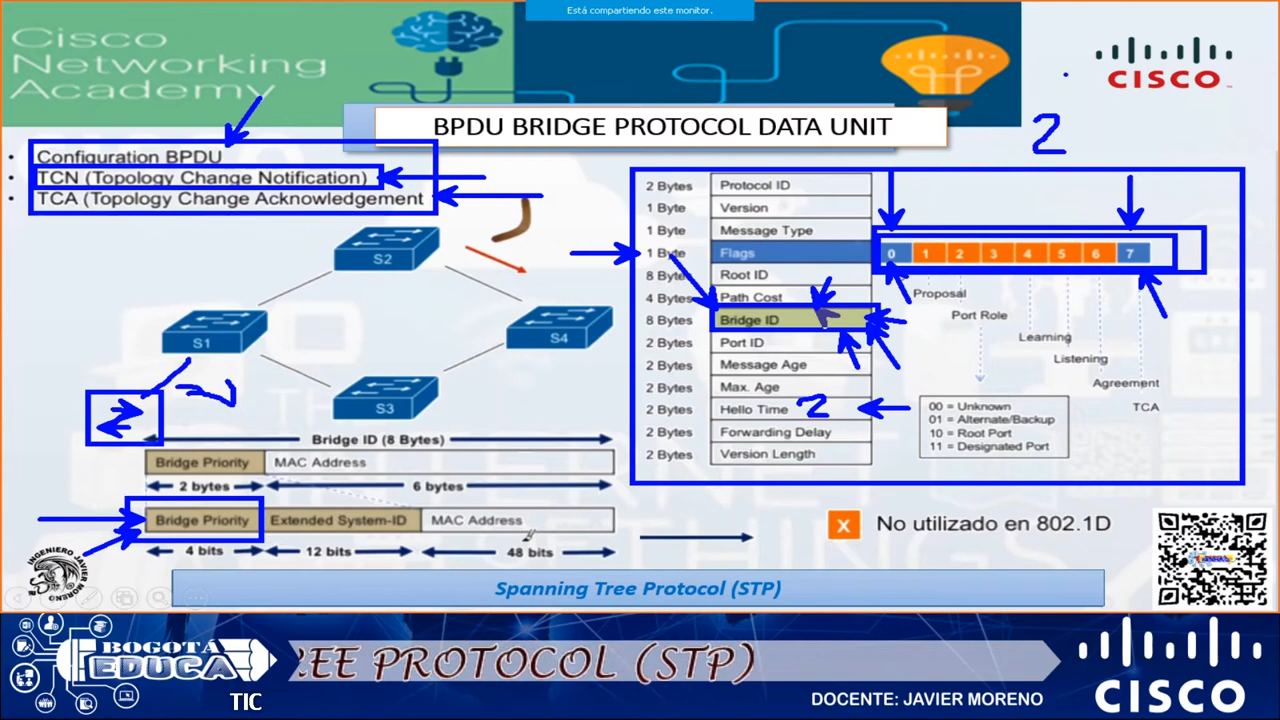 Está compartiendo este monitor.
Cisco
Networking
Academy
CISCO
BPDU BRIDGE PROTOCOL DATA UNIT
2
• Configuration BPDU
• TCN (Topology Change Notification)
• TCA (Topology Change Acknowledgement
S2
S1
S4
S3
2 Bytes Protocol ID
1 Byte Version
1 Byte Message Type
1 Byte Flags 0 1 2 3 4 5 6 7
8 Bytes Root ID
4 Bytes Path Cost
8 Bytes Bridge ID
2 Bytes Port ID
2 Bytes Message Age
2 Bytes Max. Age
2 Bytes Hello Time 2
2 Bytes Forwarding Delay
2 Bytes Version Length
Proposal
Port Role
Learning
Listening
Agreement
TCA
00 = Unknown
01 = Alternate/Backup
10 = Root Port
11 = Designated Port
Bridge ID (8 Bytes)
Bridge Priority MAC Address
2 bytes 6 bytes
Bridge Priority Extended System-ID MAC Address
4 bits 12 bits 48 bits
X No utilizado en 802.1D
INGENIERO JAVIER MORENO
Spanning Tree Protocol (STP)
BOGOTÁ
EDUCA
TIC
REE PROTOCOL (STP)
DOCENTE: JAVIER MORENO
CISCO